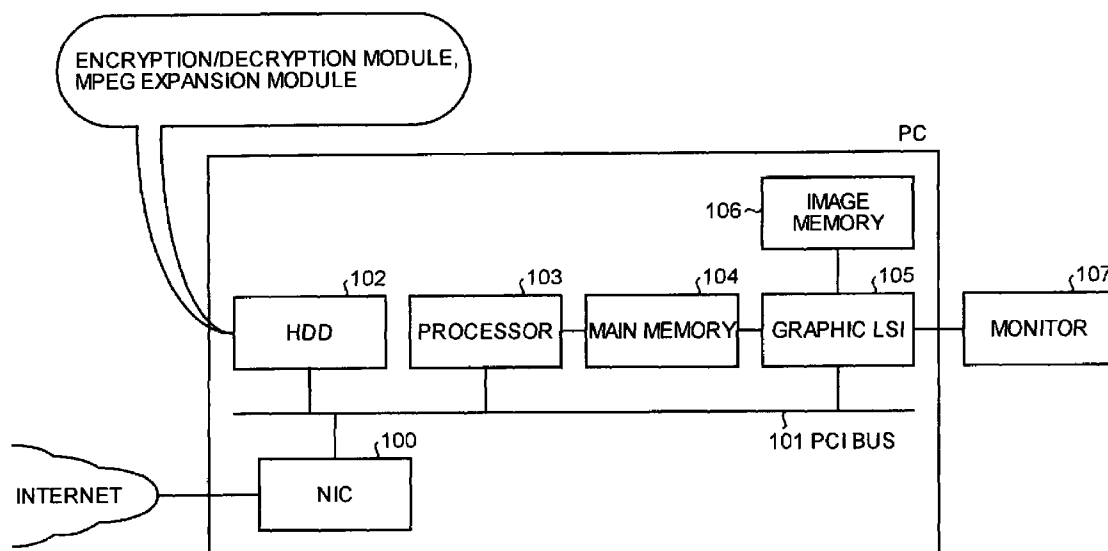 ENCRYPTION/DECRYPTION MODULE,
MPEG EXPANSION MODULE
PC
106
IMAGE
MEMORY
102
103
104
105
107
HDD
PROCESSOR
MAIN MEMORY
GRAPHIC LSI
MONITOR
101 PCI BUS
100
INTERNET
NIC